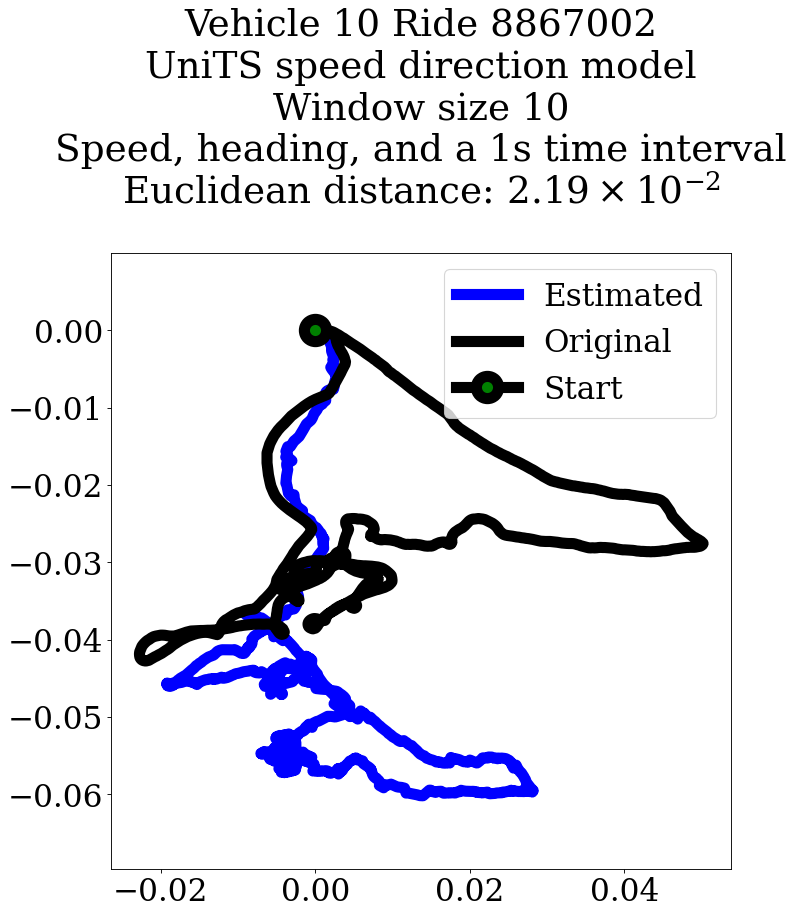 Vehicle 10 Ride 8867002
UniTS speed direction model
Window size 10
Speed, heading, and a 1s time interval
Euclidean distance: 2.19 × 10⁻²
Estimated
Original
Start
0.00
−0.01
−0.02
−0.03
−0.04
−0.05
−0.06
−0.02 0.00 0.02 0.04